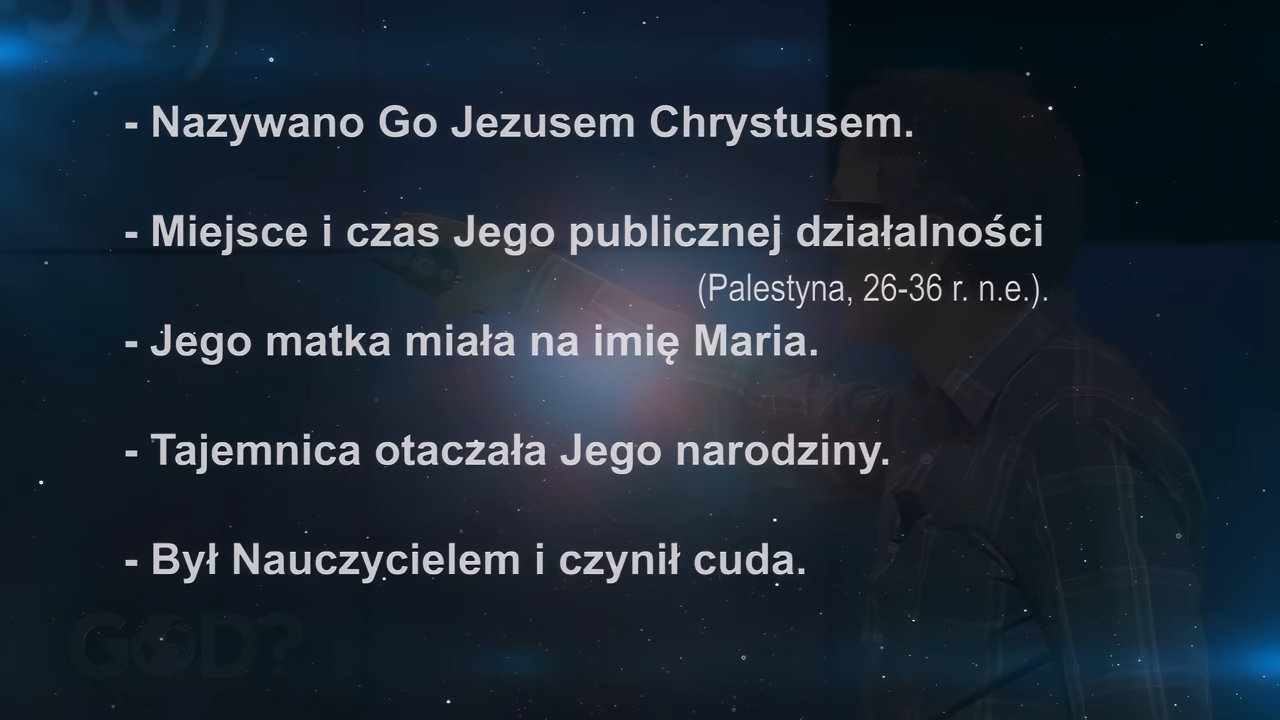 - Nazywano Go Jezusem Chrystusem.
- Miejsce i czas Jego publicznej działalności
(Palestyna, 26-36 r. n.e.).
- Jego matka miała na imię Maria.
- Tajemnica otaczała Jego narodziny.
- Był Nauczycielem i czynił cuda.
GOD?